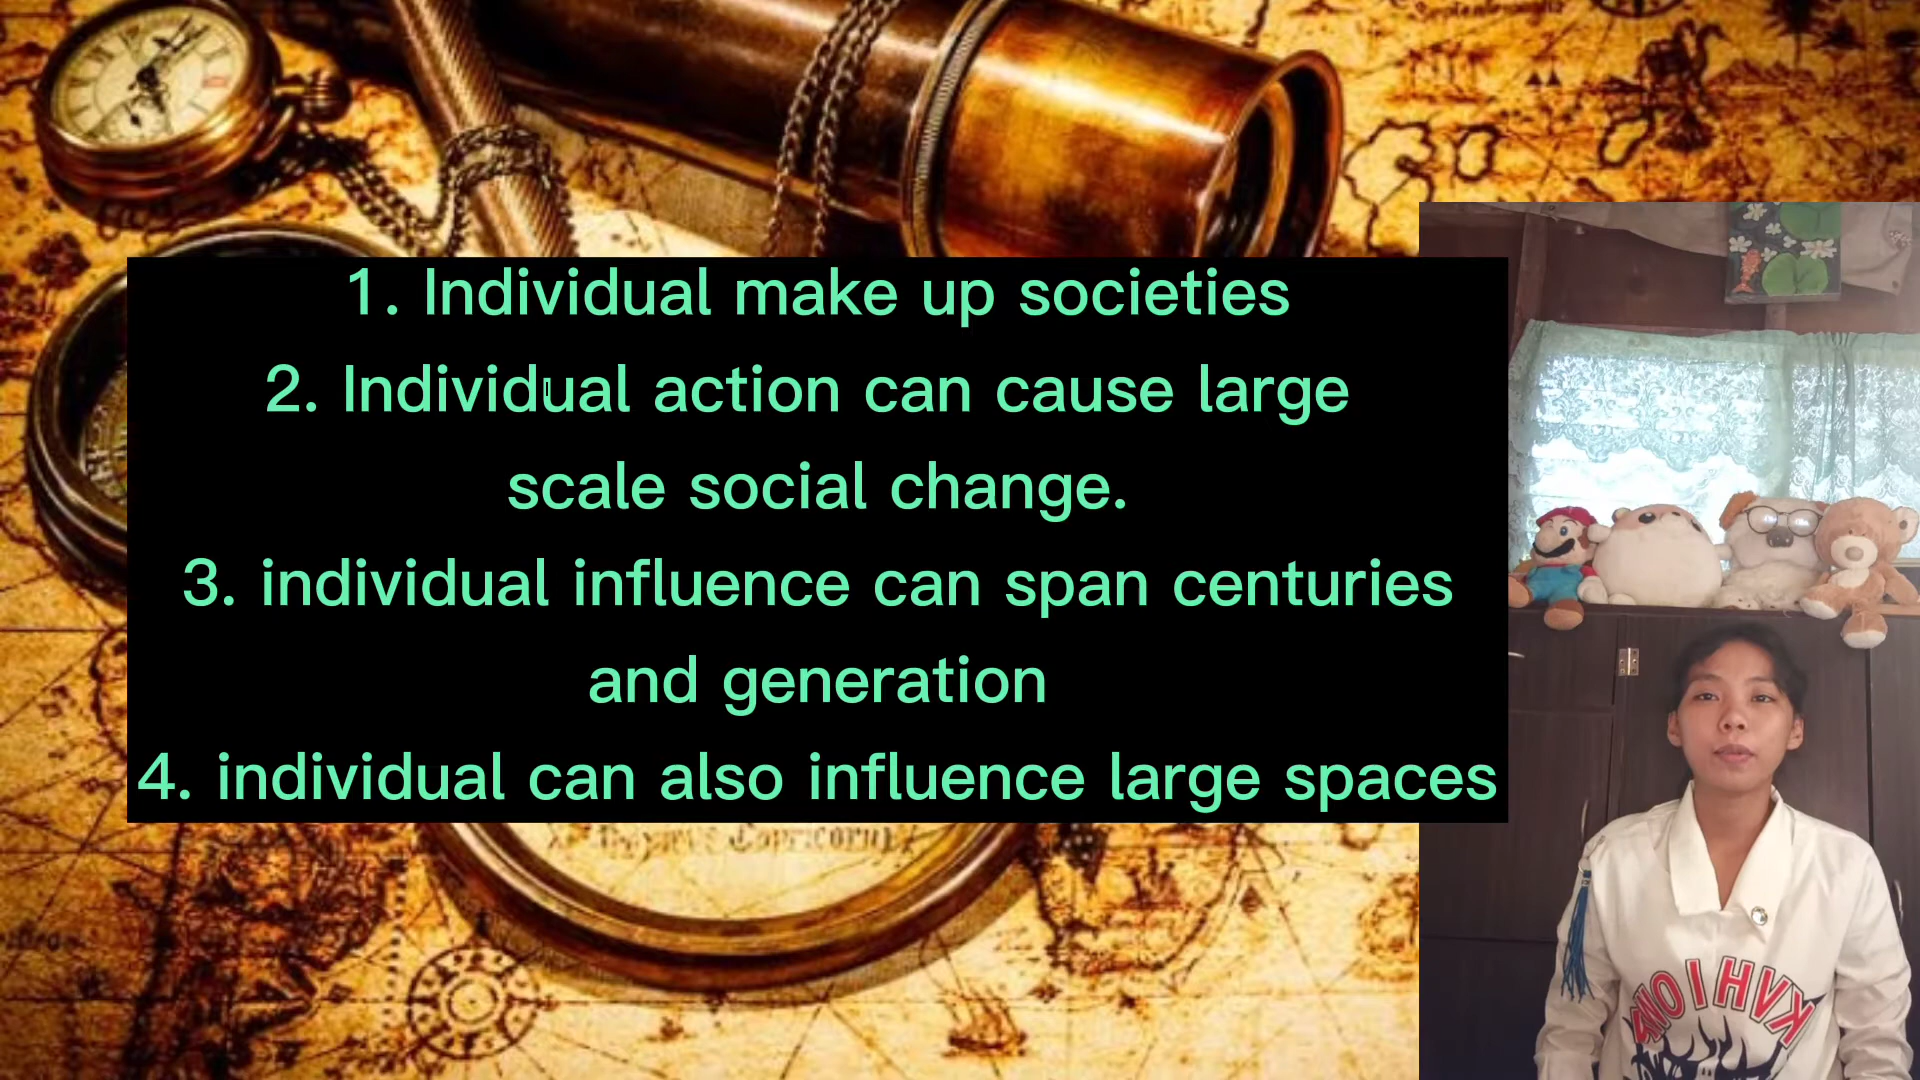 1. Individual make up societies
2. Individual action can cause large
scale social change.
3. individual influence can span centuries
and generation
4. individual can also influence large spaces